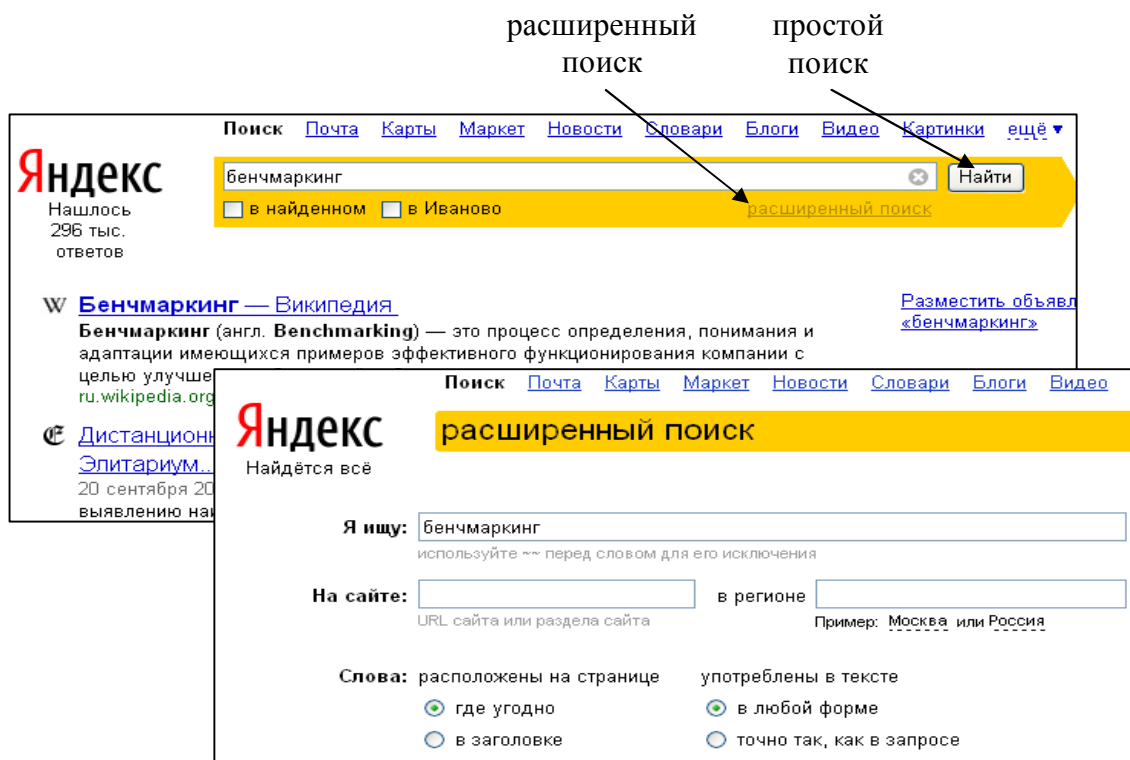 расширенный поиск
простой поиск
Поиск Почта Карты Маркет Новости Словари Блоги Видео Картинки ещё ▼
Яндекс
бенчмаркинг
Найти
Нашлось
296 тыс.
ответов
в найденном в Иваново
расширенный поиск
W Бенчмаркинг — Википедия
Бенчмаркинг (англ. Benchmarking) — это процесс определения, понимания и
адаптации имеющихся примеров эффективного функционирования компании с
целью улучше
ru.wikipedia.org
Разместить объявл
«бенчмаркинг»
Дистанционн
Элитариум...
20 сентября 20
выявлению наи
Поиск Почта Карты Маркет Новости Словари Блоги Видео
Яндекс
Найдётся всё
расширенный поиск
Я ищу: бенчмаркинг
используйте ~~ перед словом для его исключения
На сайте: в регионе
URL сайта или раздела сайта Пример: Москва или Россия
Слова: расположены на странице употреблены в тексте
где угодно в любой форме
в заголовке точно так, как в запросе